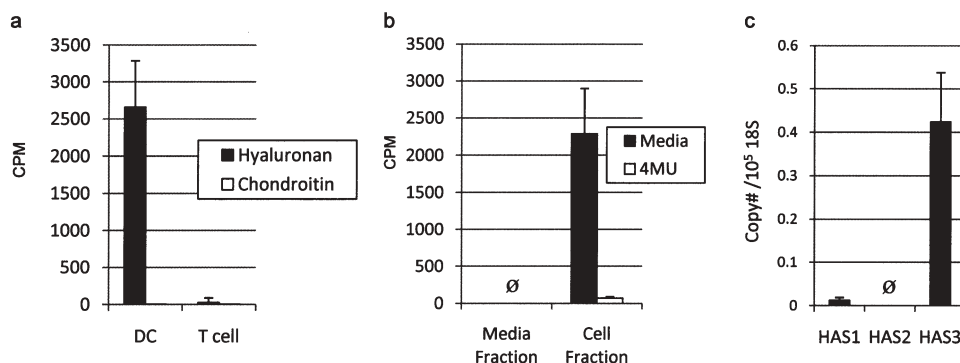 a
3500
3000
2500
2000
1500
1000
500
0
CPM
Hyaluronan
Chondroitin
DC T cell
b
3500
3000
2500
2000
1500
1000
500
0
CPM
Media
4MU
Ø
Media Fraction
Cell Fraction
c
0.6
0.5
0.4
0.3
0.2
0.1
0
Copy# /10⁵ 18S
Ø
HAS1 HAS2 HAS3